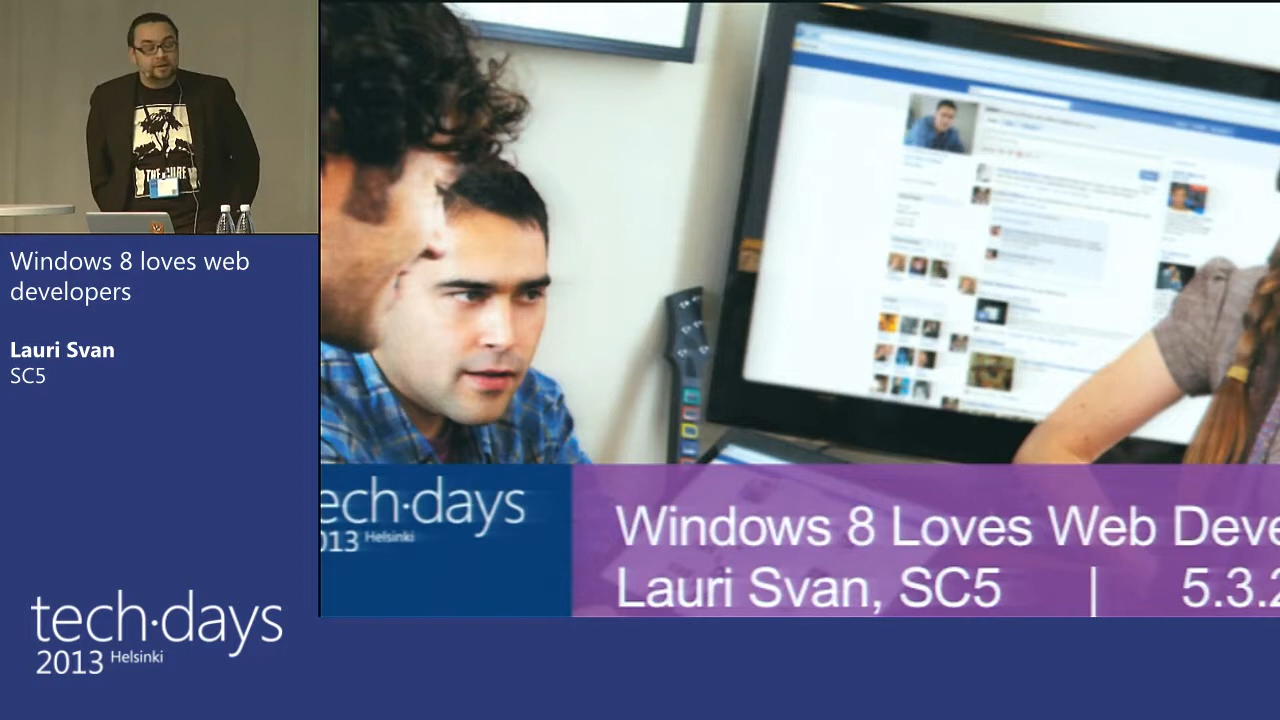 THE CURE
Windows 8 loves web
developers
Lauri Svan
SC5
tech·days
2013 Helsinki
ech·days
013 Helsinki
Windows 8 Loves Web Deve
Lauri Svan, SC5 | 5.3.2